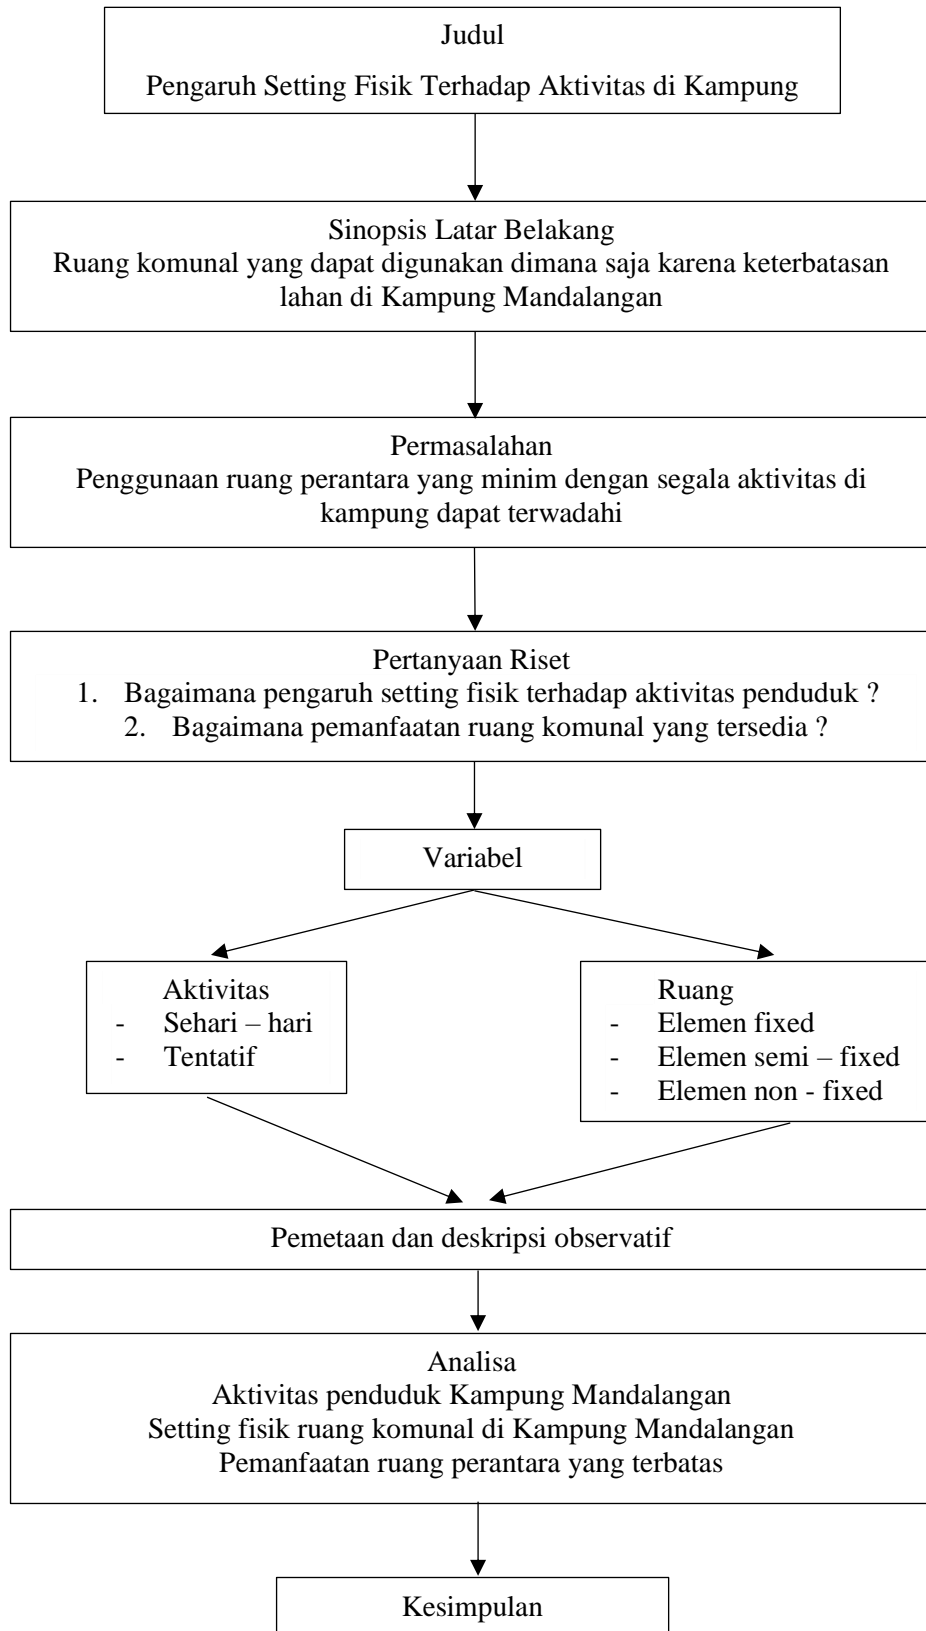 Judul
Pengaruh Setting Fisik Terhadap Aktivitas di Kampung
Sinopsis Latar Belakang
Ruang komunal yang dapat digunakan dimana saja karena keterbatasan
lahan di Kampung Mandalangan
Permasalahan
Penggunaan ruang perantara yang minim dengan segala aktivitas di
kampung dapat terwadahi
Pertanyaan Riset
1. Bagaimana pengaruh setting fisik terhadap aktivitas penduduk ?
2. Bagaimana pemanfaatan ruang komunal yang tersedia ?
Variabel
Aktivitas
- Sehari – hari
- Tentatif
Ruang
- Elemen fixed
- Elemen semi – fixed
- Elemen non - fixed
Pemetaan dan deskripsi observatif
Analisa
Aktivitas penduduk Kampung Mandalangan
Setting fisik ruang komunal di Kampung Mandalangan
Pemanfaatan ruang perantara yang terbatas
Kesimpulan